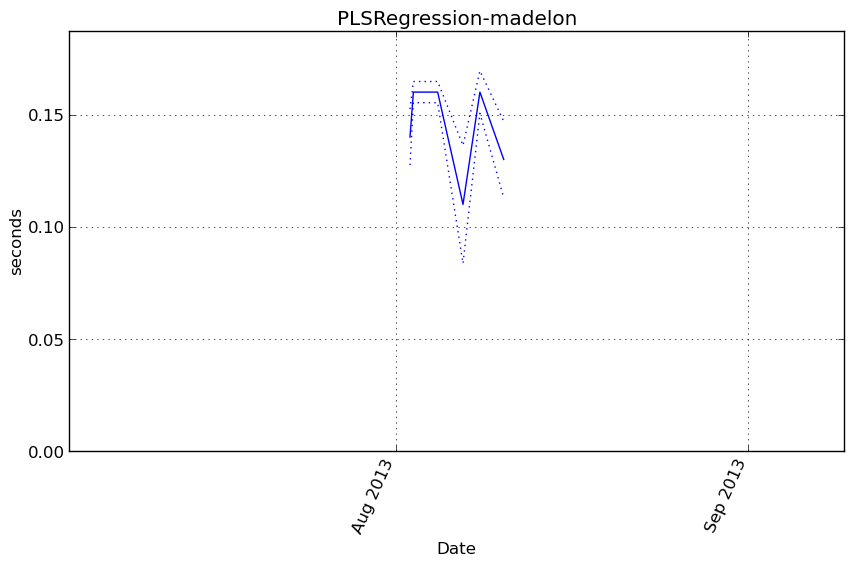 PLSRegression-madelon
0.15
0.10
0.05
0.00
seconds
Aug 2013
Sep 2013
Date